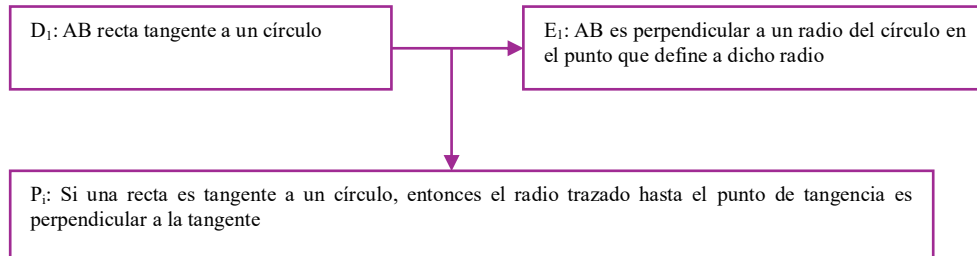 D₁: AB recta tangente a un círculo
E₁: AB es perpendicular a un radio del círculo en
el punto que define a dicho radio
Pᵢ: Si una recta es tangente a un círculo, entonces el radio trazado hasta el punto de tangencia es
perpendicular a la tangente